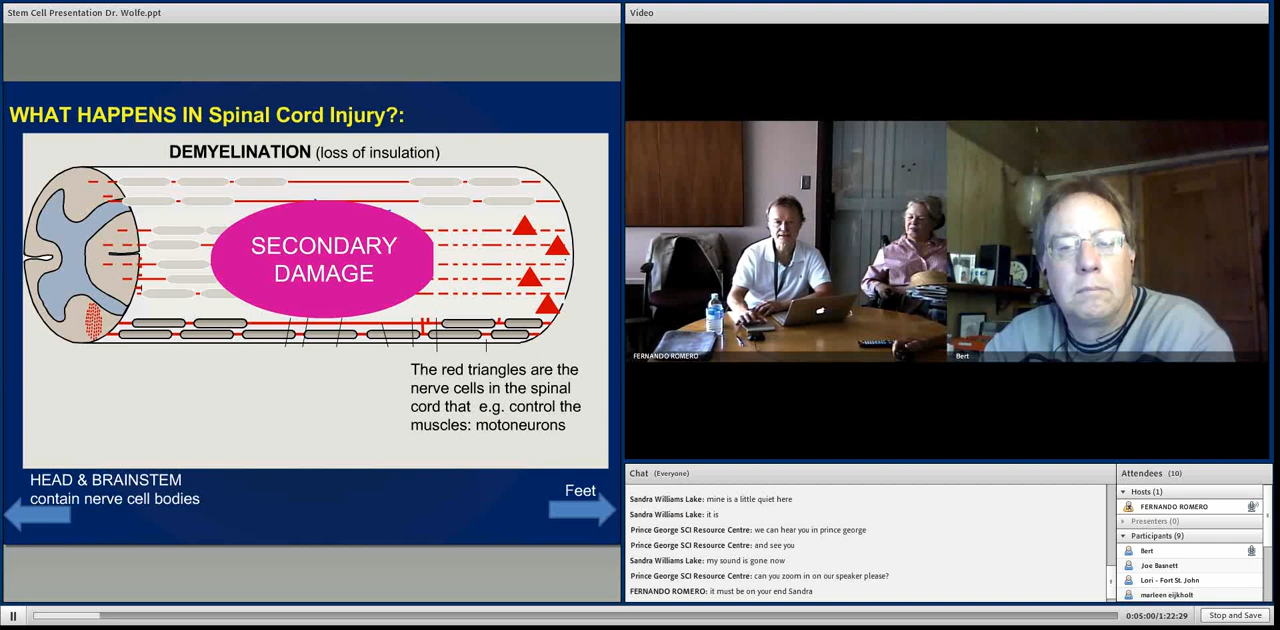 Stem Cell Presentation Dr. Wolfe.ppt
WHAT HAPPENS IN Spinal Cord Injury?:
DEMYELINATION (loss of insulation)
SECONDARY
DAMAGE
The red triangles are the
nerve cells in the spinal
cord that e.g. control the
muscles: motoneurons
HEAD & BRAINSTEM
contain nerve cell bodies
Feet
Video
FERNANDO ROMERO
Bert
Chat (Everyone)
Sandra Williams Lake: mine is a little quiet here
Sandra Williams Lake: it is
Prince George SCI Resource Centre: we can hear you in prince george
Prince George SCI Resource Centre: and see you
Sandra Williams Lake: my sound is gone now
Prince George SCI Resource Centre: can you zoom in on our speaker please?
FERNANDO ROMERO: it must be on your end Sandra
Attendees (10)
Hosts (1)
FERNANDO ROMERO
Presenters (0)
Participants (9)
Bert
Joe Basnett
Lori - Fort St. John
marleen eijkholt
0:05:00/1:22:29
Stop and Save